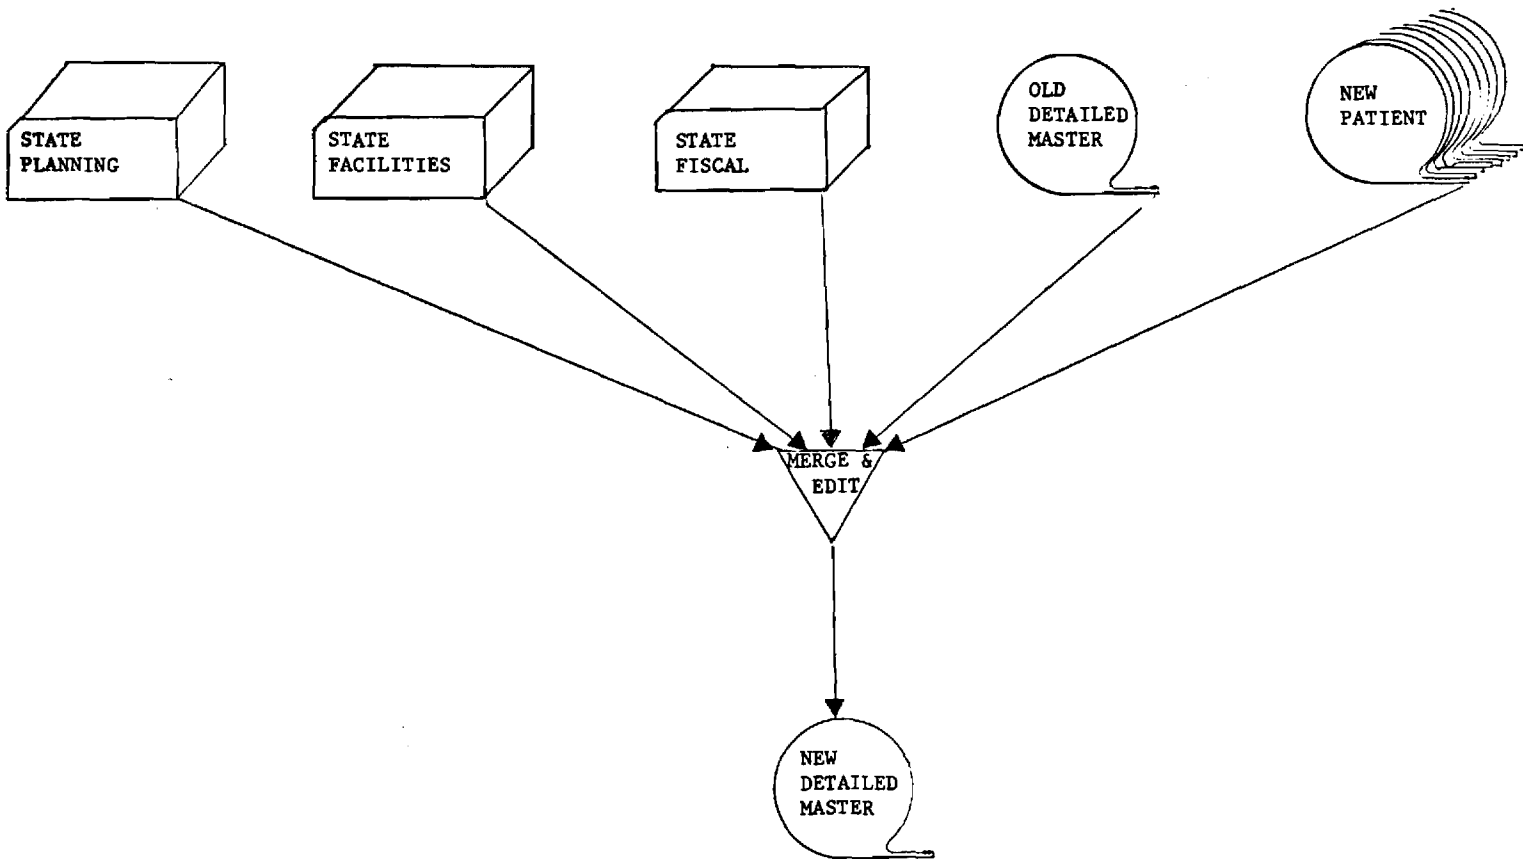 STATE
PLANNING
STATE
FACILITIES
STATE
FISCAL
OLD
DETAILED
MASTER
NEW
PATIENT
MERGE &
EDIT
NEW
DETAILED
MASTER